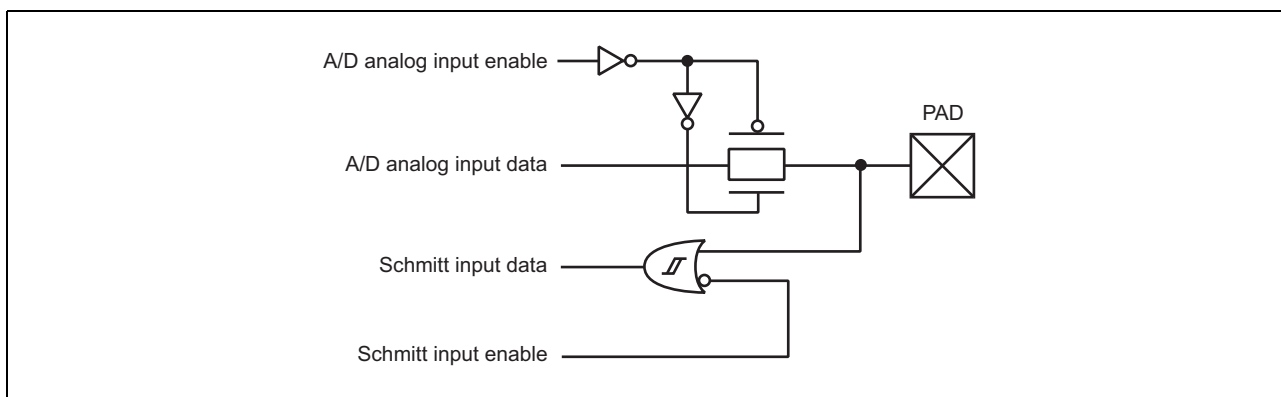 A/D analog input enable
PAD
A/D analog input data
Schmitt input data
Schmitt input enable